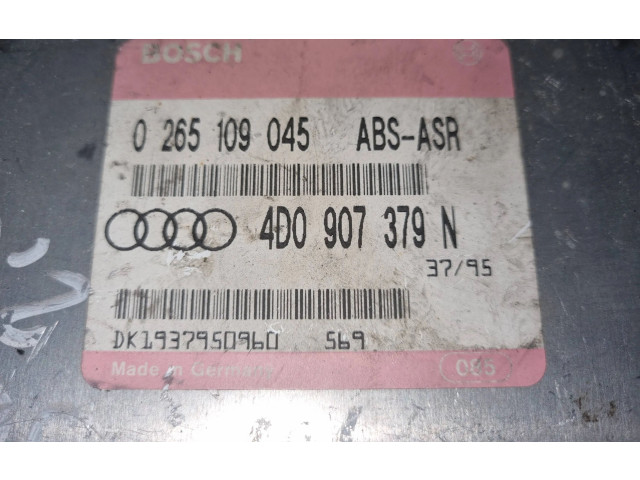 BOSCH
0 265 109 045 ABS-ASR
4D0 907 379 N
37/95
DK1937950960 569
Made in Germany